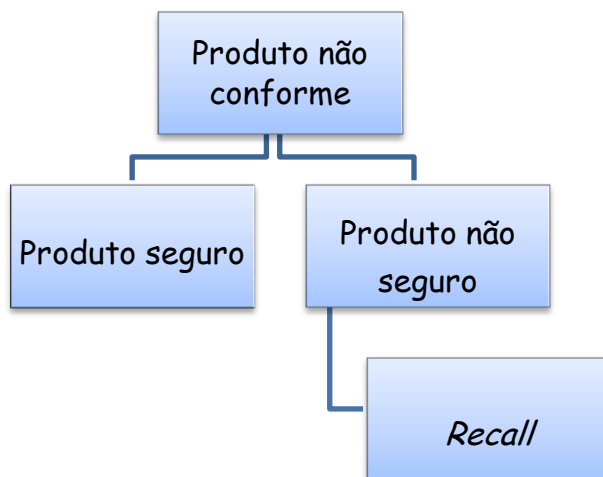 Produto não
conforme
Produto seguro
Produto não
seguro
Recall